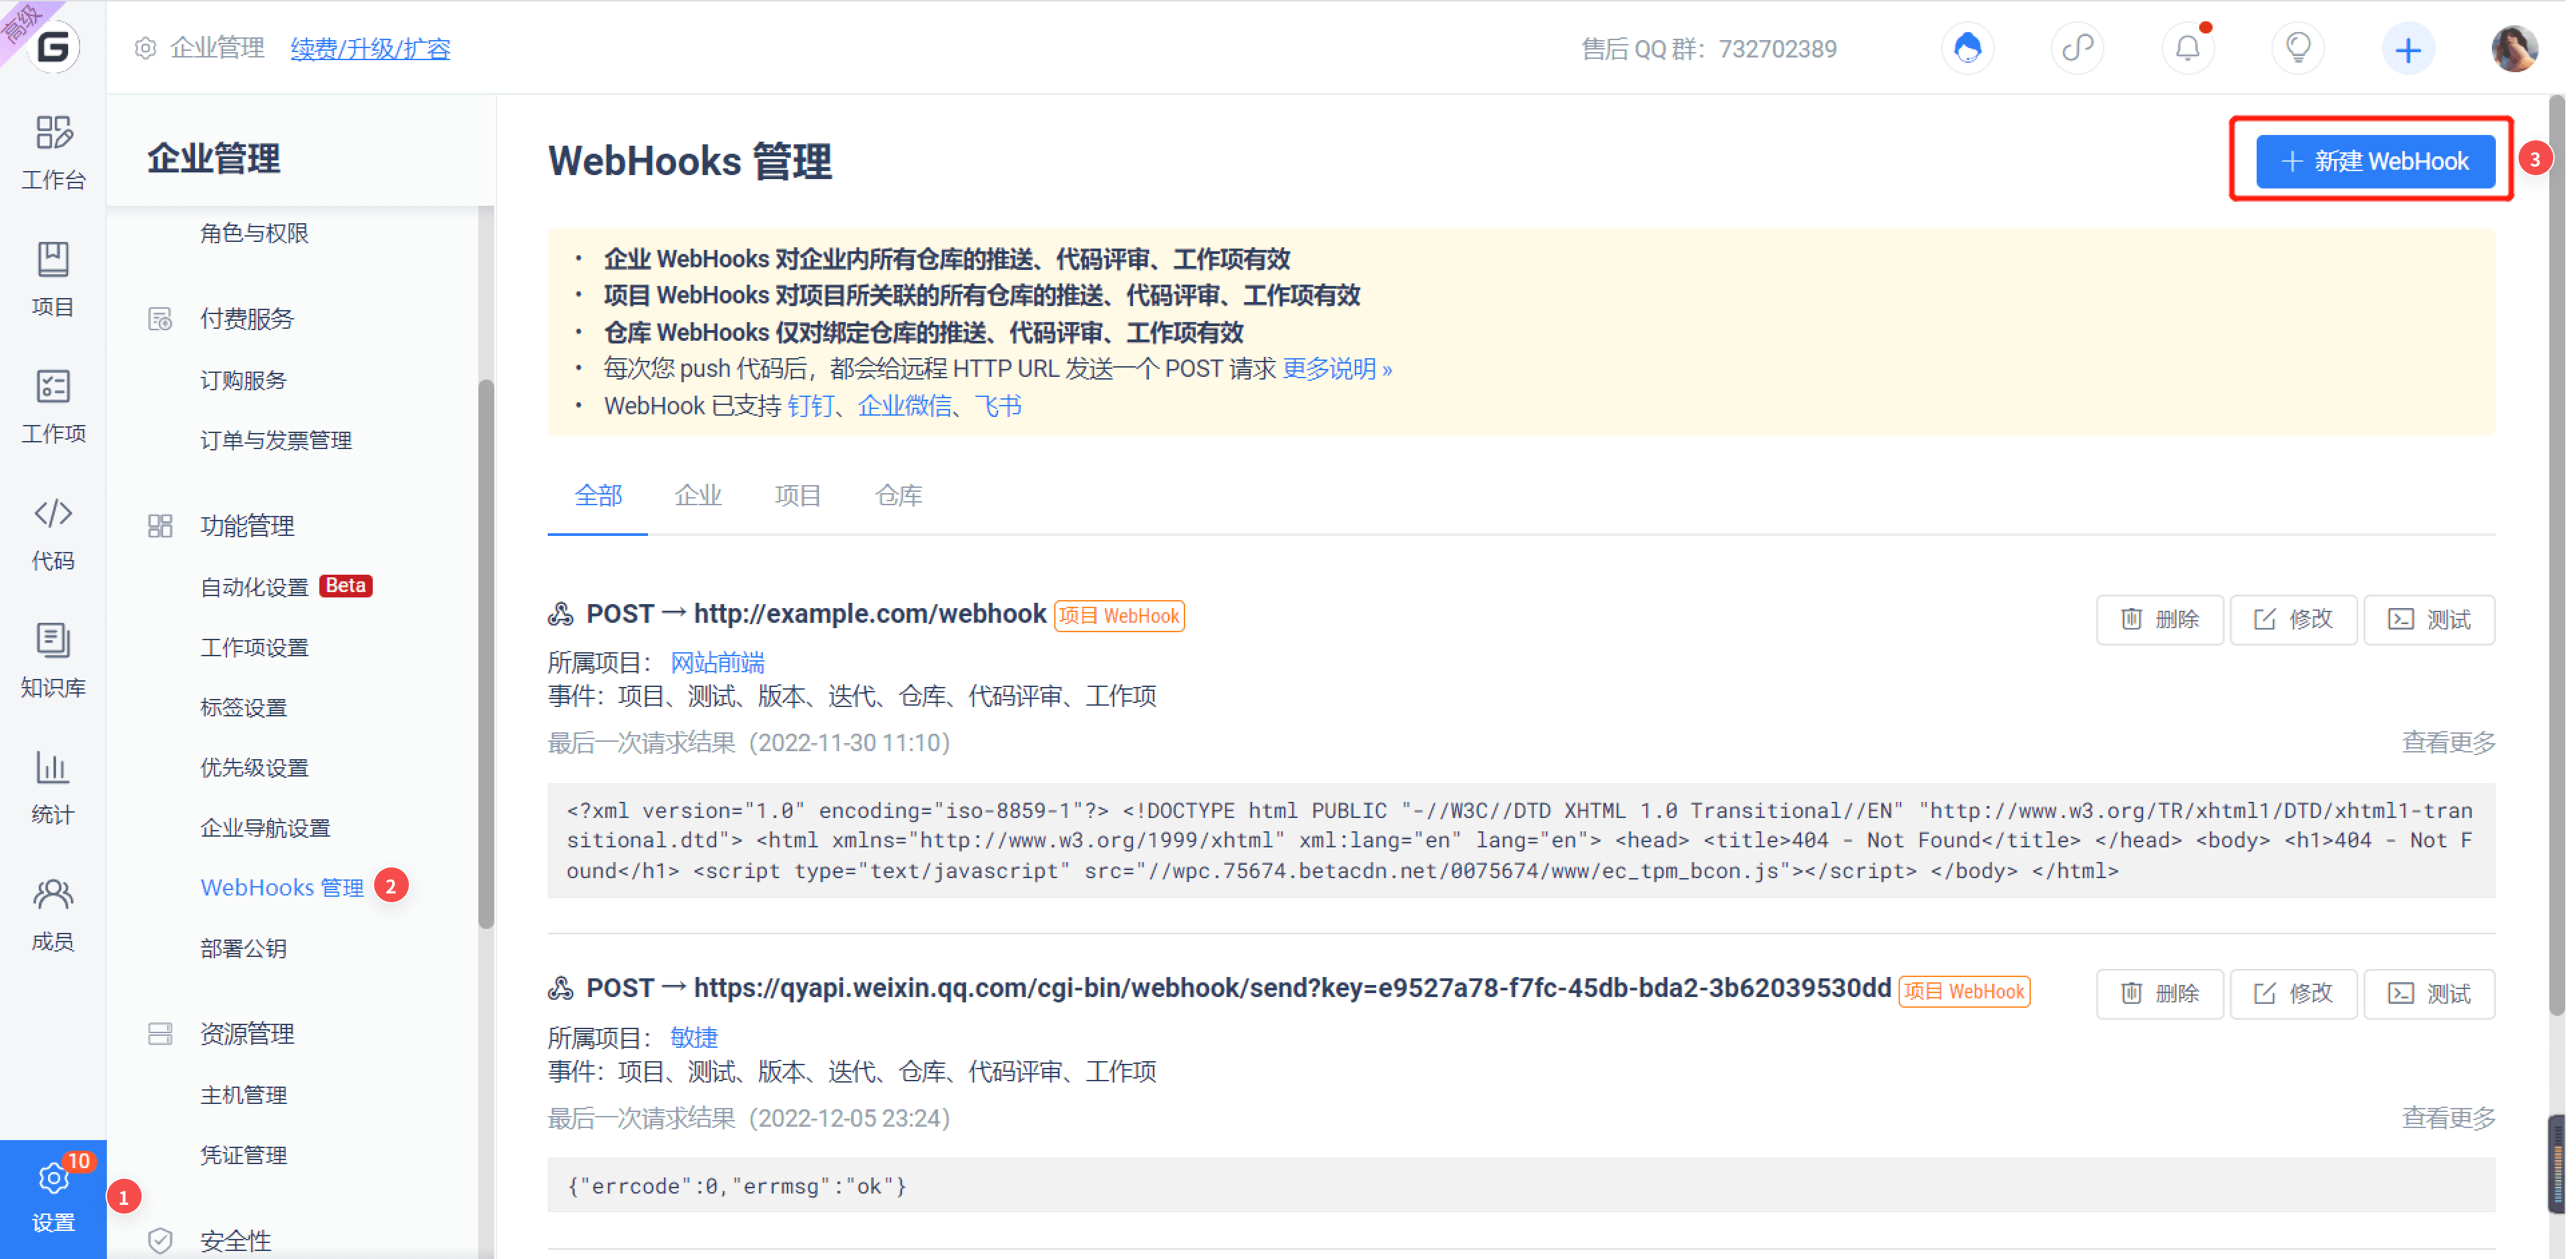 高级
G
工作台
项目
工作项
代码
知识库
统计
成员
10
设置
1
企业管理 续费/升级/扩容
售后 QQ 群：732702389
企业管理
角色与权限
付费服务
订购服务
订单与发票管理
功能管理
自动化设置 Beta
工作项设置
标签设置
优先级设置
企业导航设置
WebHooks 管理 2
部署公钥
资源管理
主机管理
凭证管理
安全性
WebHooks 管理
新建 WebHook
3
· 企业 WebHooks 对企业内所有仓库的推送、代码评审、工作项有效
· 项目 WebHooks 对项目所关联的所有仓库的推送、代码评审、工作项有效
· 仓库 WebHooks 仅对绑定仓库的推送、代码评审、工作项有效
· 每次您 push 代码后，都会给远程 HTTP URL 发送一个 POST 请求 更多说明 »
· WebHook 已支持 钉钉、企业微信、飞书
全部 企业 项目 仓库
POST → http://example.com/webhook 项目 WebHook
删除 修改 测试
所属项目： 网站前端
事件：项目、测试、版本、迭代、仓库、代码评审、工作项
最后一次请求结果（2022-11-30 11:10）
查看更多
<?xml version="1.0" encoding="iso-8859-1"?> <!DOCTYPE html PUBLIC "-//W3C//DTD XHTML 1.0 Transitional//EN" "http://www.w3.org/TR/xhtml1/DTD/xhtml1-tran
sitional.dtd"> <html xmlns="http://www.w3.org/1999/xhtml" xml:lang="en" lang="en"> <head> <title>404 - Not Found</title> </head> <body> <h1>404 - Not F
ound</h1> <script type="text/javascript" src="//wpc.75674.betacdn.net/0075674/www/ec_tpm_bcon.js"></script> </body> </html>
POST → https://qyapi.weixin.qq.com/cgi-bin/webhook/send?key=e9527a78-f7fc-45db-bda2-3b62039530dd 项目 WebHook
删除 修改 测试
所属项目： 敏捷
事件：项目、测试、版本、迭代、仓库、代码评审、工作项
最后一次请求结果（2022-12-05 23:24）
查看更多
{"errcode":0,"errmsg":"ok"}